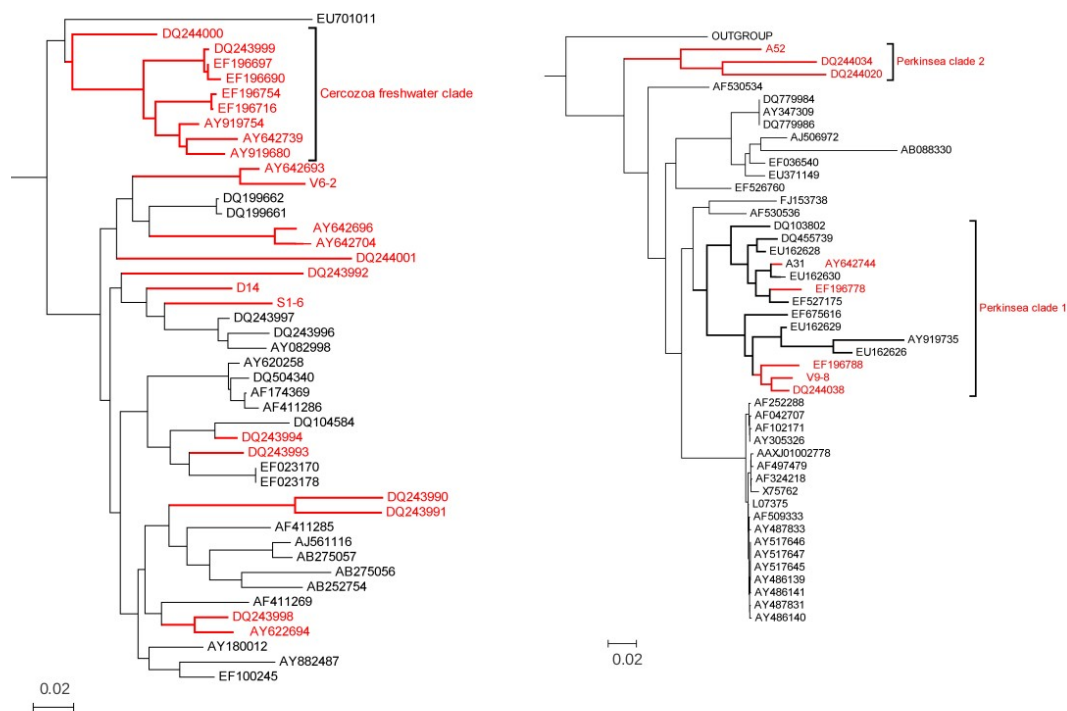 EU701011
DQ244000
DQ243999
EF196697
EF196690
EF196754
EF196716
AY919754
AY642739
AY919680
Cercozoa freshwater clade
AY642693
V6-2
DQ199662
DQ199661
AY642696
AY642704
DQ244001
DQ243992
D14
S1-6
DQ243997
DQ243996
AY082998
AY620258
DQ504340
AF174369
AF411286
DQ104584
DQ243994
DQ243993
EF023170
EF023178
DQ243990
DQ243991
AF411285
AJ561116
AB275057
AB275056
AB252754
AF411269
DQ243998
AY622694
AY180012
AY882487
EF100245
0.02
OUTGROUP
A52
DQ244034
DQ244020
Perkinsea clade 2
AF530534
DQ779984
AY347309
DQ779986
AJ506972
AB088330
EF036540
EU371149
EF526760
FJ153738
AF530536
DQ103802
DQ455739
EU162628
A31 AY642744
EU162630
EF196778
EF527175
EF675616
EU162629
AY919735
EU162626
EF196788
V9-8
DQ244038
Perkinsea clade 1
AF252288
AF042707
AF102171
AY305326
AAXJ01002778
AF497479
AF324218
X75762
L07375
AF509333
AY487833
AY517646
AY517647
AY517645
AY486139
AY486141
AY487831
AY486140
0.02